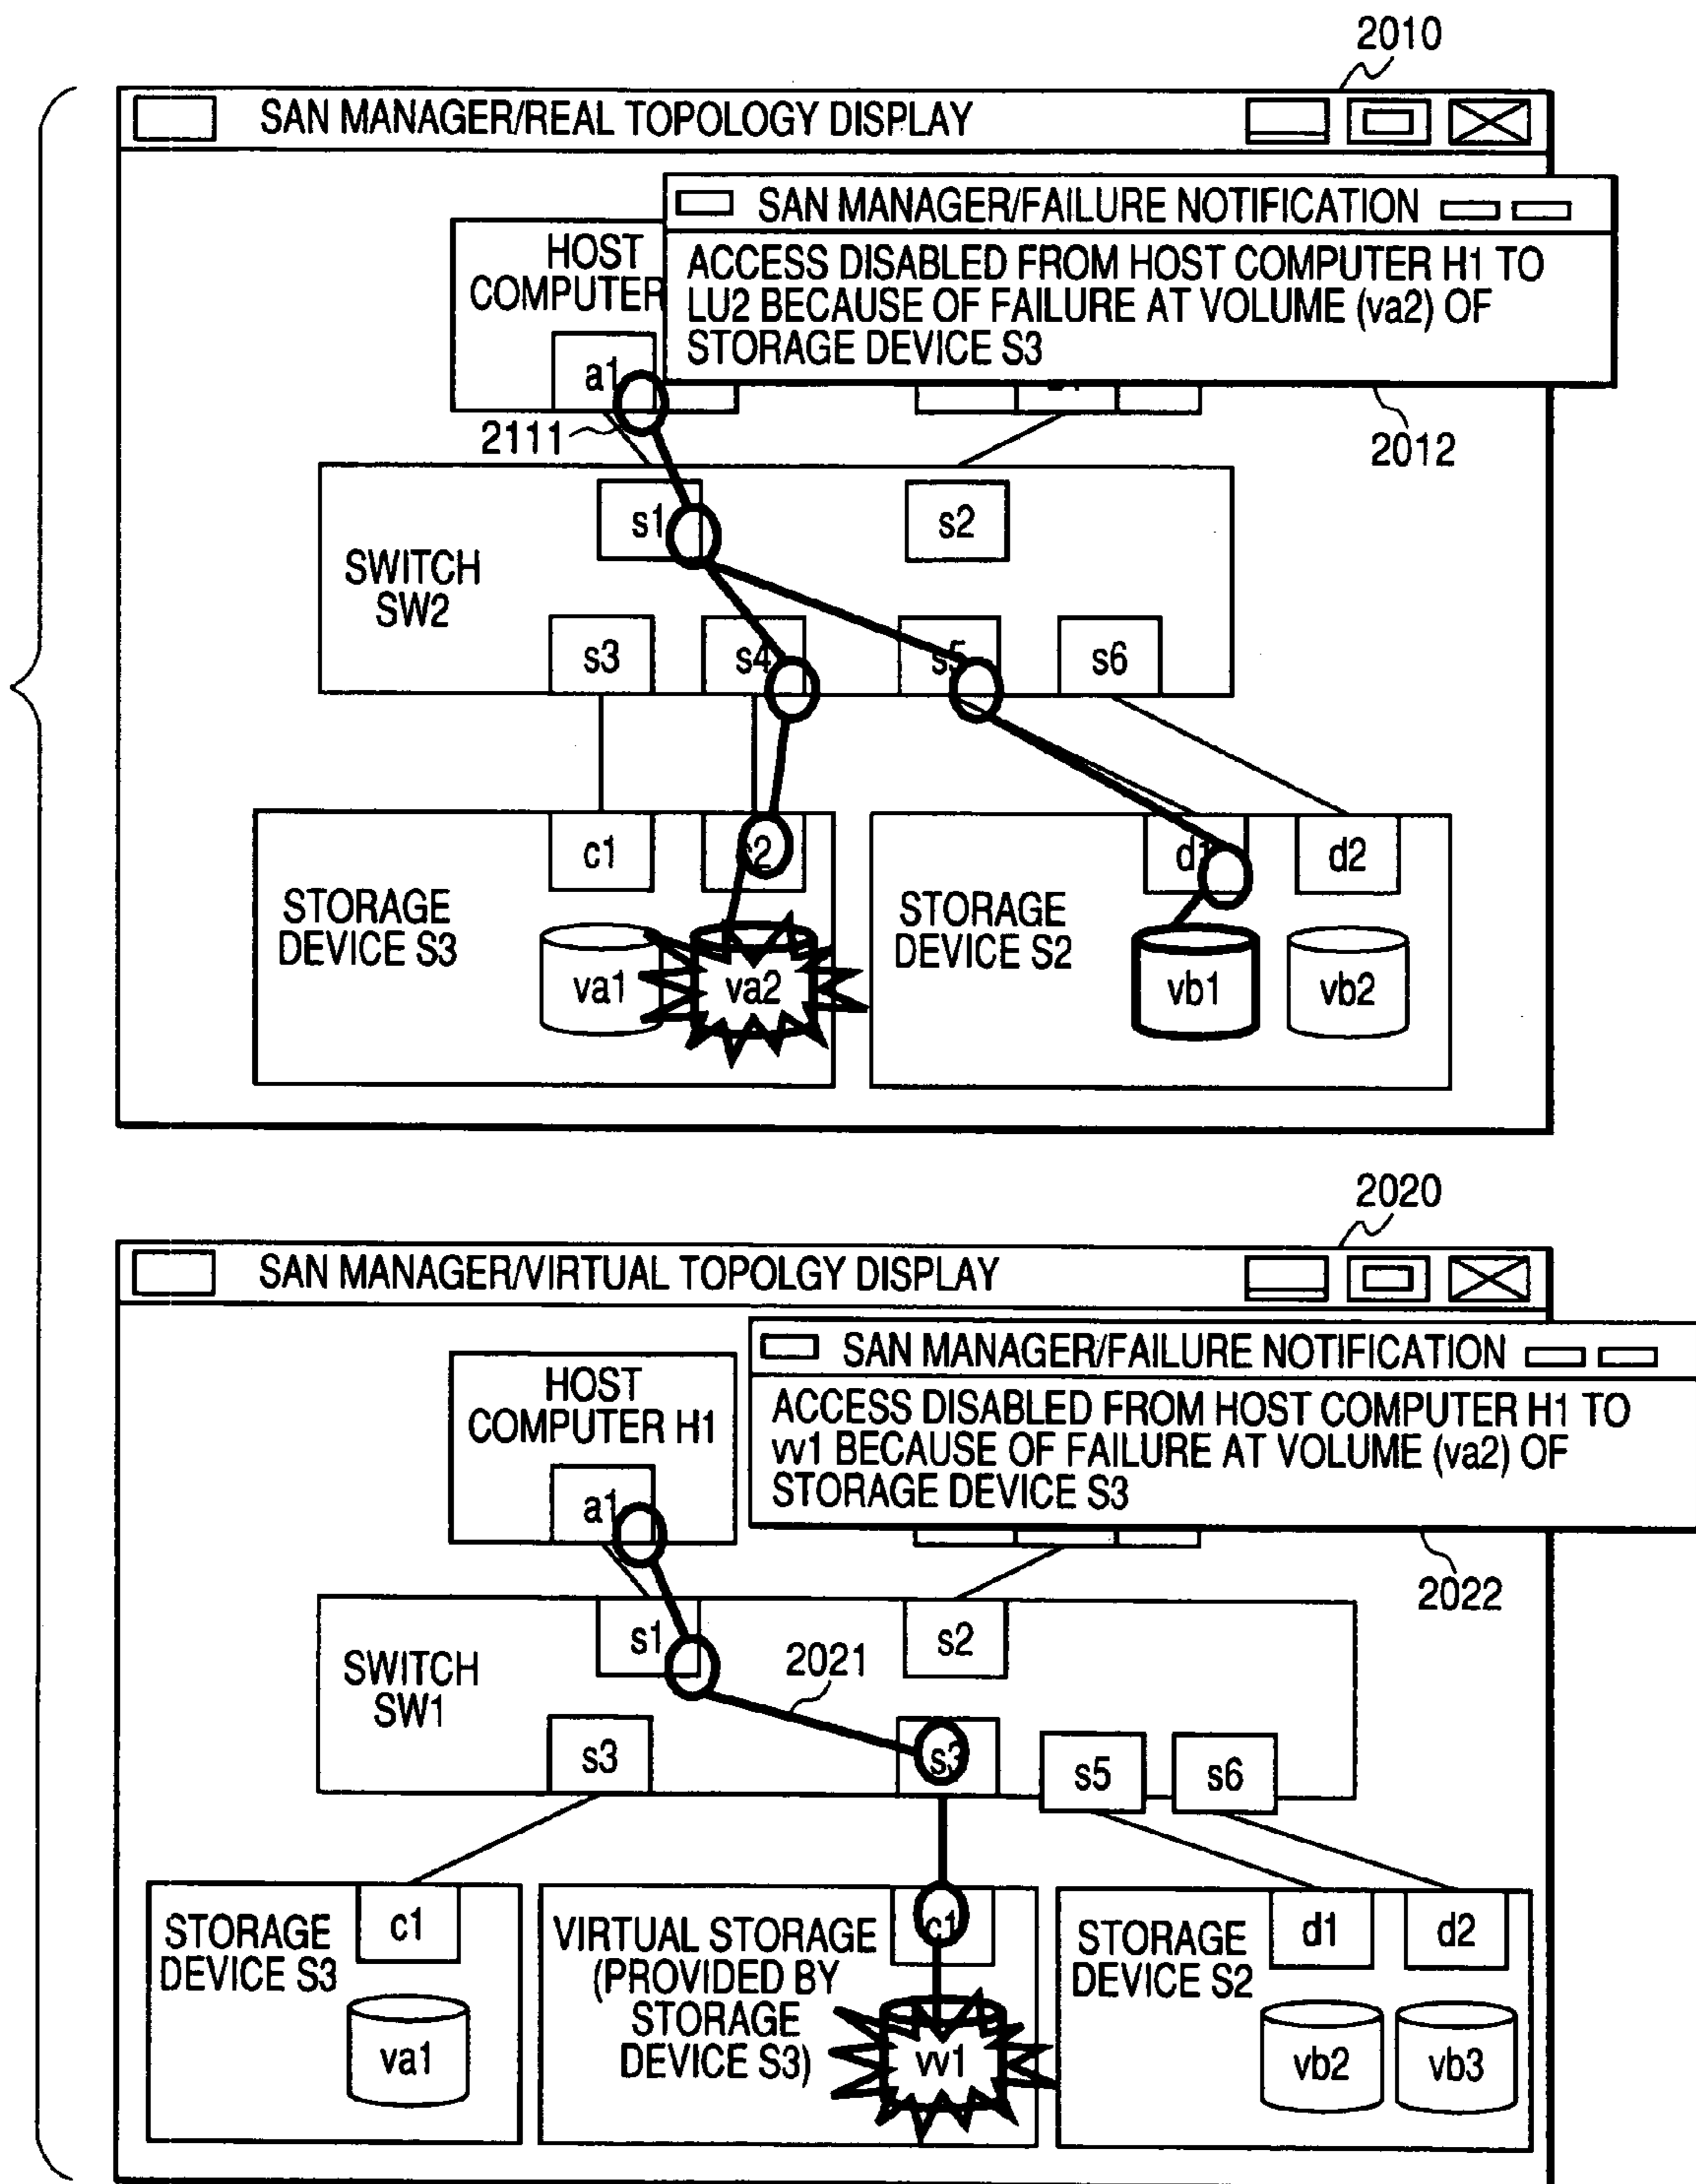 2010
SAN MANAGER/REAL TOPOLOGY DISPLAY
SAN MANAGER/FAILURE NOTIFICATION
ACCESS DISABLED FROM HOST COMPUTER H1 TO
LU2 BECAUSE OF FAILURE AT VOLUME (va2) OF
STORAGE DEVICE S3
HOST
COMPUTER
a1
2111
2012
s1
s2
SWITCH
SW2
s3
s4
s5
s6
c1
2
d1
d2
STORAGE
DEVICE S3
va1
va2
STORAGE
DEVICE S2
vb1
vb2
2020
SAN MANAGER/VIRTUAL TOPOLGY DISPLAY
SAN MANAGER/FAILURE NOTIFICATION
ACCESS DISABLED FROM HOST COMPUTER H1 TO
vv1 BECAUSE OF FAILURE AT VOLUME (va2) OF
STORAGE DEVICE S3
HOST
COMPUTER H1
a1
2022
s1
s2
SWITCH
SW1
2021
s3
s3
s5
s6
STORAGE
DEVICE S3
c1
va1
VIRTUAL STORAGE
(PROVIDED BY
STORAGE
DEVICE S3)
c1
vv1
STORAGE
DEVICE S2
d1
d2
vb2
vb3